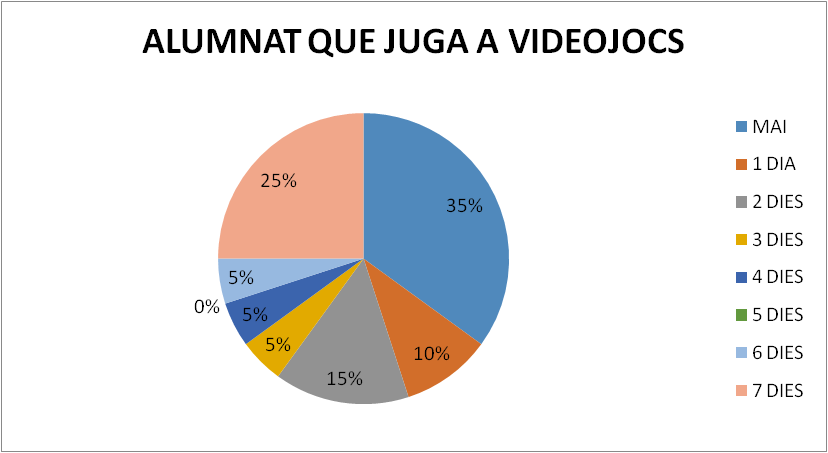 ALUMNAT QUE JUGA A VIDEOJOCS
35%
10%
15%
5%
5%
0%
5%
25%
MAI
1 DIA
2 DIES
3 DIES
4 DIES
5 DIES
6 DIES
7 DIES